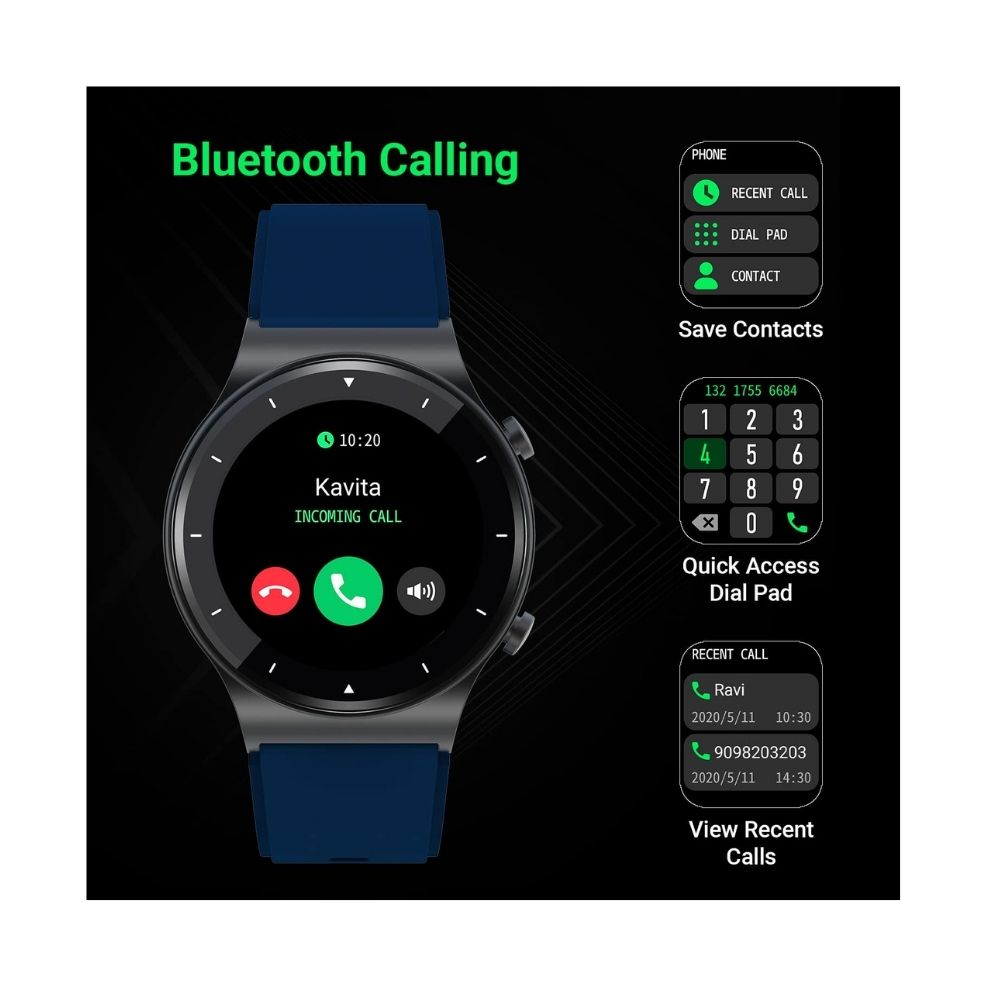 Bluetooth Calling
10:20
Kavita
INCOMING CALL
PHONE
RECENT CALL
DIAL PAD
CONTACT
Save Contacts
132 1755 6684
1 2 3
4 5 6
7 8 9
0
Quick Access
Dial Pad
RECENT CALL
Ravi
2020/5/11 10:30
9098203203
2020/5/11 14:30
View Recent
Calls